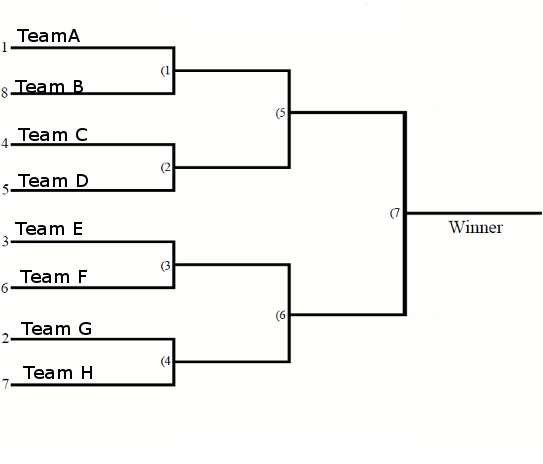 TeamA
1
(1
8 Team B
(5
Team C
4
(2
5 Team D
(7
Winner
Team E
3
(3
6 Team F
(6
Team G
2
(4
Team H
7